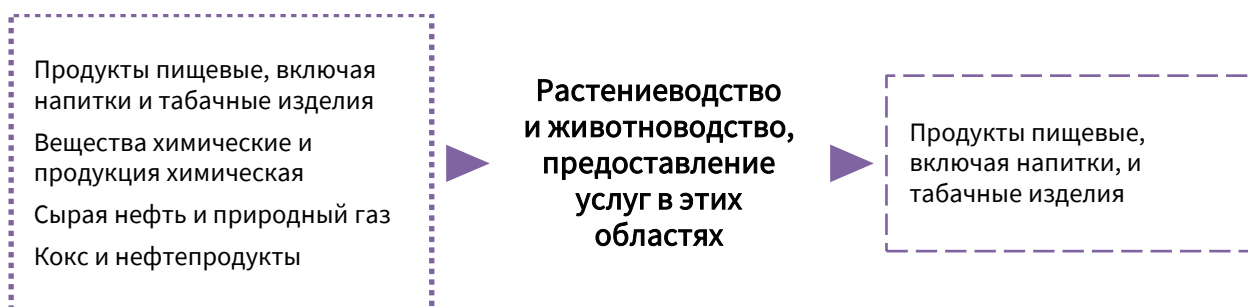 Продукты пищевые, включая
напитки и табачные изделия
Вещества химические и
продукция химическая
Сырая нефть и природный газ
Кокс и нефтепродукты
Растениеводство
и животноводство,
предоставление
услуг в этих
областях
Продукты пищевые,
включая напитки, и
табачные изделия